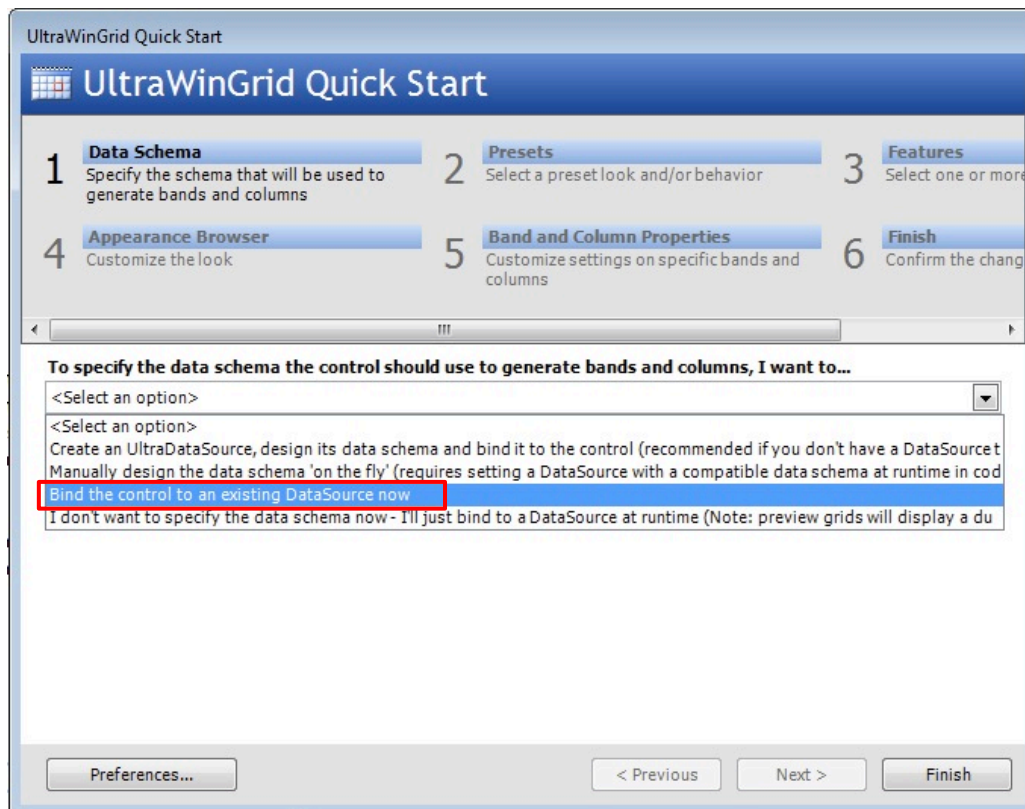 UltraWinGrid Quick Start
UltraWinGrid Quick Start
1 Data Schema
Specify the schema that will be used to
generate bands and columns
2 Presets
Select a preset look and/or behavior
3 Features
Select one or more
4 Appearance Browser
Customize the look
5 Band and Column Properties
Customize settings on specific bands and
columns
6 Finish
Confirm the chang
To specify the data schema the control should use to generate bands and columns, I want to...
<Select an option>
<Select an option>
Create an UltraDataSource, design its data schema and bind it to the control (recommended if you don't have a DataSource t
Manually design the data schema 'on the fly' (requires setting a DataSource with a compatible data schema at runtime in cod
Bind the control to an existing DataSource now
I don't want to specify the data schema now - I'll just bind to a DataSource at runtime (Note: preview grids will display a du
Preferences...
< Previous
Next >
Finish